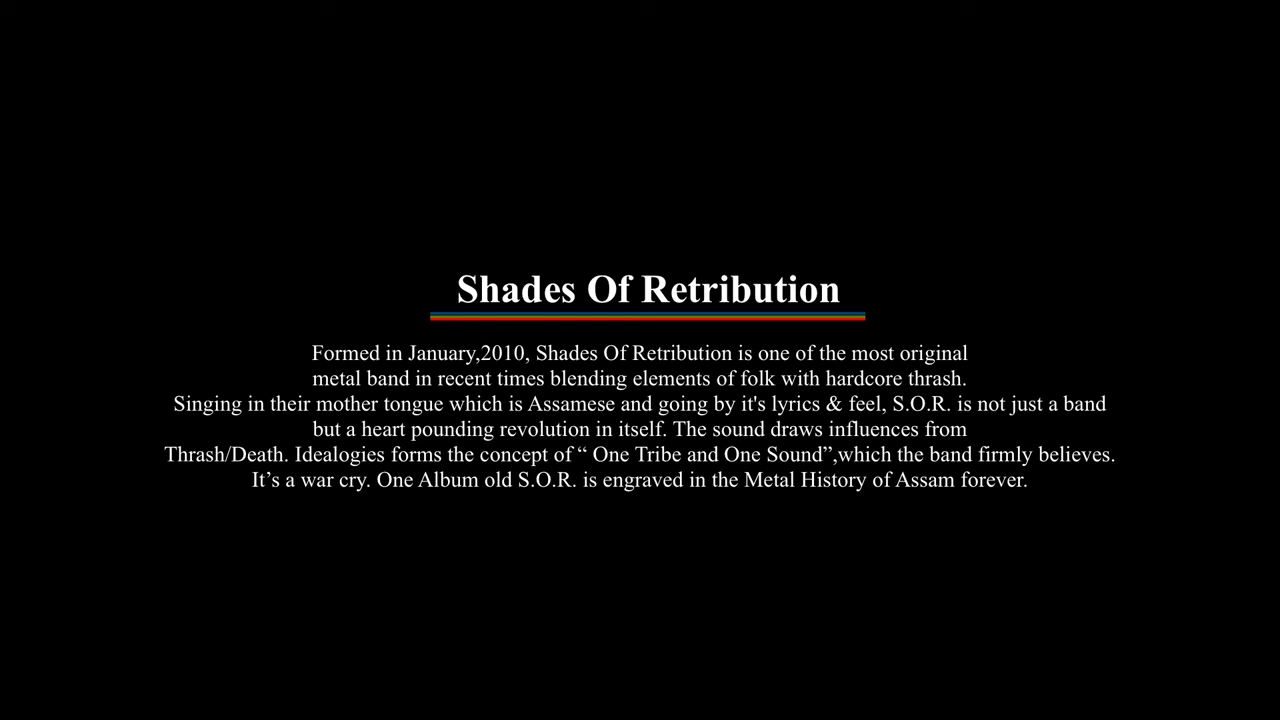 Shades Of Retribution
Formed in January,2010, Shades Of Retribution is one of the most original
metal band in recent times blending elements of folk with hardcore thrash.
Singing in their mother tongue which is Assamese and going by it's lyrics & feel, S.O.R. is not just a band
but a heart pounding revolution in itself. The sound draws influences from
Thrash/Death. Idealogies forms the concept of “ One Tribe and One Sound”,which the band firmly believes.
It’s a war cry. One Album old S.O.R. is engraved in the Metal History of Assam forever.